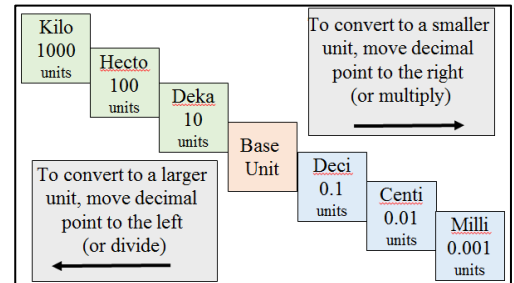 Kilo
1000
units
Hecto
100
units
Deka
10
units
Base
Unit
Deci
0.1
units
Centi
0.01
units
Milli
0.001
units
To convert to a smaller
unit, move decimal
point to the right
(or multiply)
To convert to a larger
unit, move decimal
point to the left
(or divide)